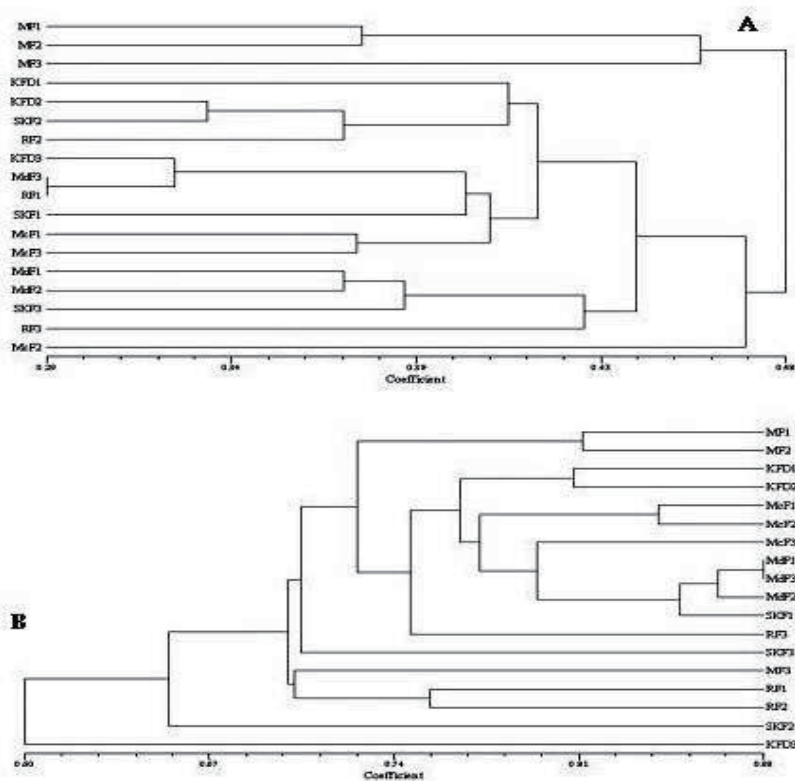 A
MF1
MF2
MF3
KFD1
KFD2
SKF2
RF2
KFD3
MdF3
RF1
SKF1
McF1
McF3
MdF1
MdF2
SKF3
RF3
McF2
Coefficient
MF1
MF2
KFD1
KFD2
McF1
McF2
McF3
MdF1
MdF3
MdF2
SKF1
RF3
SKF3
MF3
RF1
RF2
SKF2
KFD3
B
0.74
Coefficient